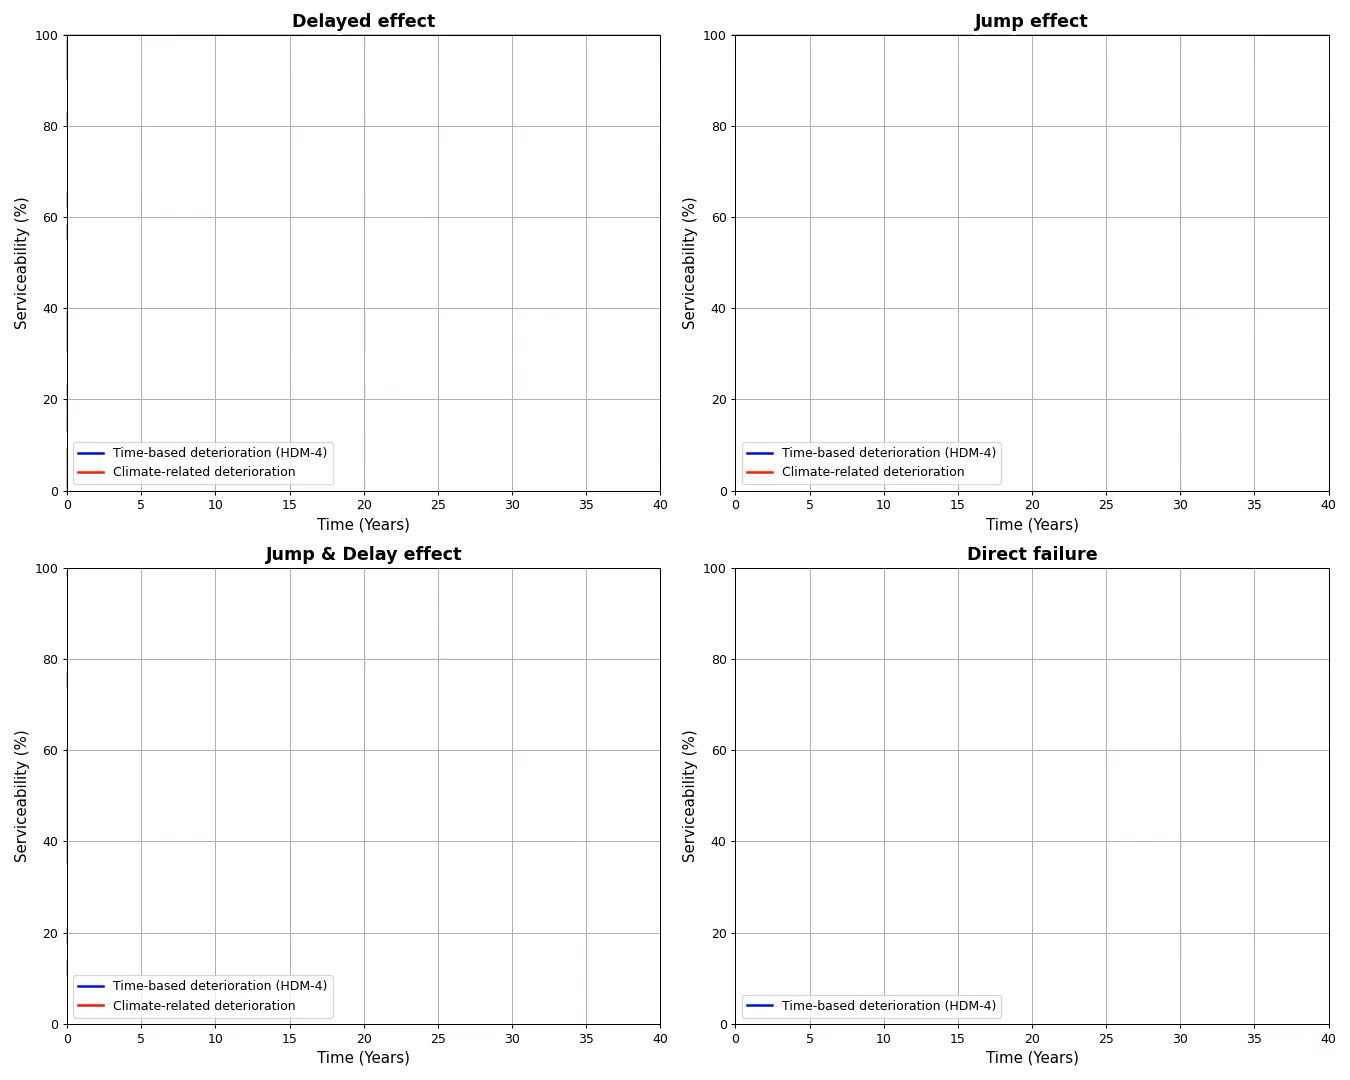 Delayed effect
100
80
60
40
20
0
Serviceability (%)
Time-based deterioration (HDM-4)
Climate-related deterioration
0 5 10 15 20 25 30 35 40
Time (Years)
Jump effect
100
80
60
40
20
0
Serviceability (%)
Time-based deterioration (HDM-4)
Climate-related deterioration
0 5 10 15 20 25 30 35 40
Time (Years)
Jump & Delay effect
100
80
60
40
20
0
Serviceability (%)
Time-based deterioration (HDM-4)
Climate-related deterioration
0 5 10 15 20 25 30 35 40
Time (Years)
Direct failure
100
80
60
40
20
0
Serviceability (%)
Time-based deterioration (HDM-4)
0 5 10 15 20 25 30 35 40
Time (Years)